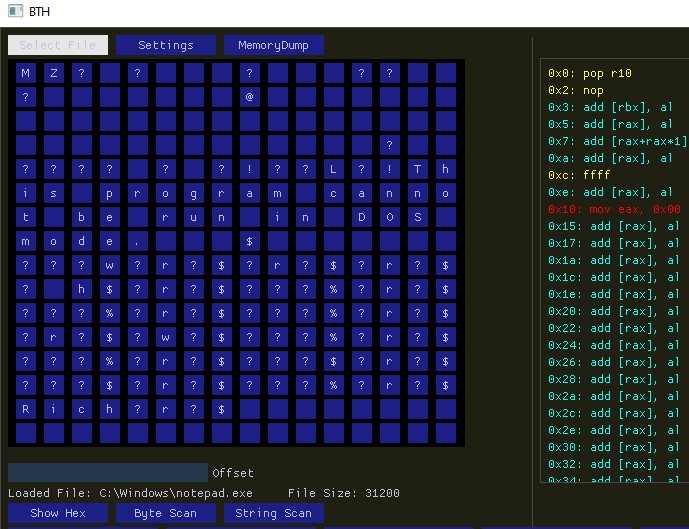 BTH
Select File Settings MemoryDump
M Z ? ? ? ? ?
? @
?
? ? ? ? ? ? ! ? ? L ? ! T h
i s p r o g r a m c a n n o
t b e r u n i n D O S
m o d e . $
? ? ? w ? r ? $ ? r ? $ ? r ? $
? h $ ? r ? $ ? ? ? % ? r ? $
? ? ? % ? r ? $ ? ? ? % ? r ? $
? r ? $ ? w ? $ ? ? ? % ? r ? $
? ? ? % ? r ? $ ? ? ? $ ? r ? $
? ? ? $ ? r ? $ ? ? ? % ? r ? $
R i c h ? r ? $
Offset
Loaded File: C:\Windows\notepad.exe File Size: 31200
Show Hex Byte Scan String Scan
0x0: pop r10
0x2: nop
0x3: add [rbx], al
0x5: add [rax], al
0x7: add [rax+rax*1]
0xa: add [rax], al
0xc: ffff
0xe: add [rax], al
0x10: mov eax, 0x00
0x15: add [rax], al
0x17: add [rax], al
0x1a: add [rax], al
0x1c: add [rax], al
0x1e: add [rax], al
0x20: add [rax], al
0x22: add [rax], al
0x24: add [rax], al
0x26: add [rax], al
0x28: add [rax], al
0x2a: add [rax], al
0x2c: add [rax], al
0x2e: add [rax], al
0x30: add [rax], al
0x32: add [rax], al
0x34: add [rax], al